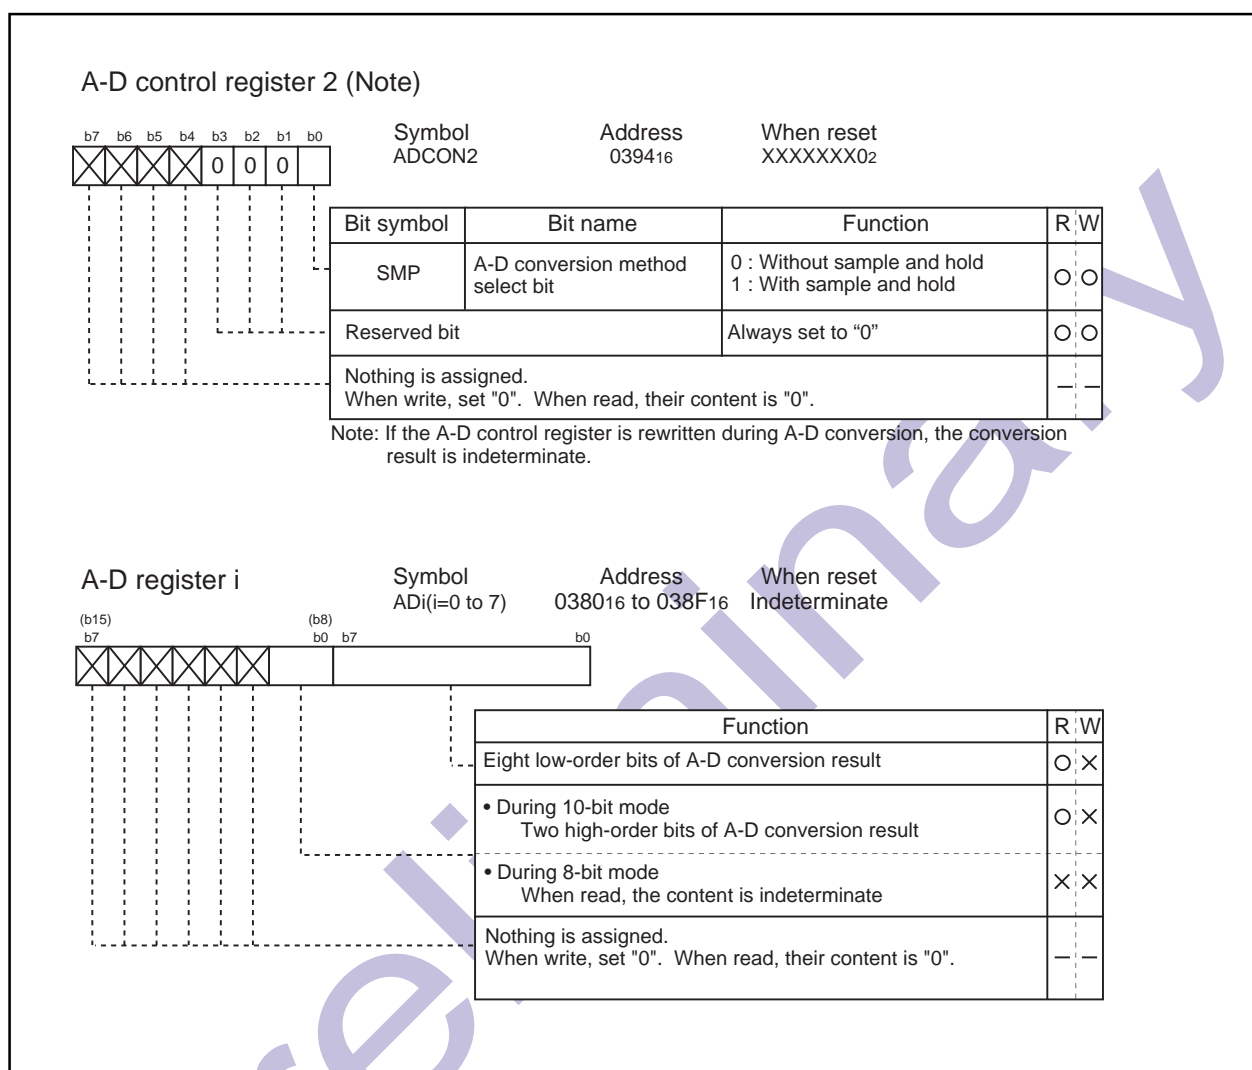 A-D control register 2 (Note)
b7 b6 b5 b4 b3 b2 b1 b0
Symbol Address When reset
ADCON2 039416 XXXXXXX02
0 0 0
Bit symbol Bit name Function R W
SMP A-D conversion method select bit 0 : Without sample and hold
1 : With sample and hold
Reserved bit Always set to “0”
Nothing is assigned.
When write, set "0". When read, their content is "0".
Note: If the A-D control register is rewritten during A-D conversion, the conversion
result is indeterminate.
A-D register i
Symbol Address When reset
ADi(i=0 to 7) 038016 to 038F16 Indeterminate
(b15) (b8)
b7 b0 b7 b0
Function R W
Eight low-order bits of A-D conversion result
• During 10-bit mode
Two high-order bits of A-D conversion result
• During 8-bit mode
When read, the content is indeterminate
Nothing is assigned.
When write, set "0". When read, their content is "0".